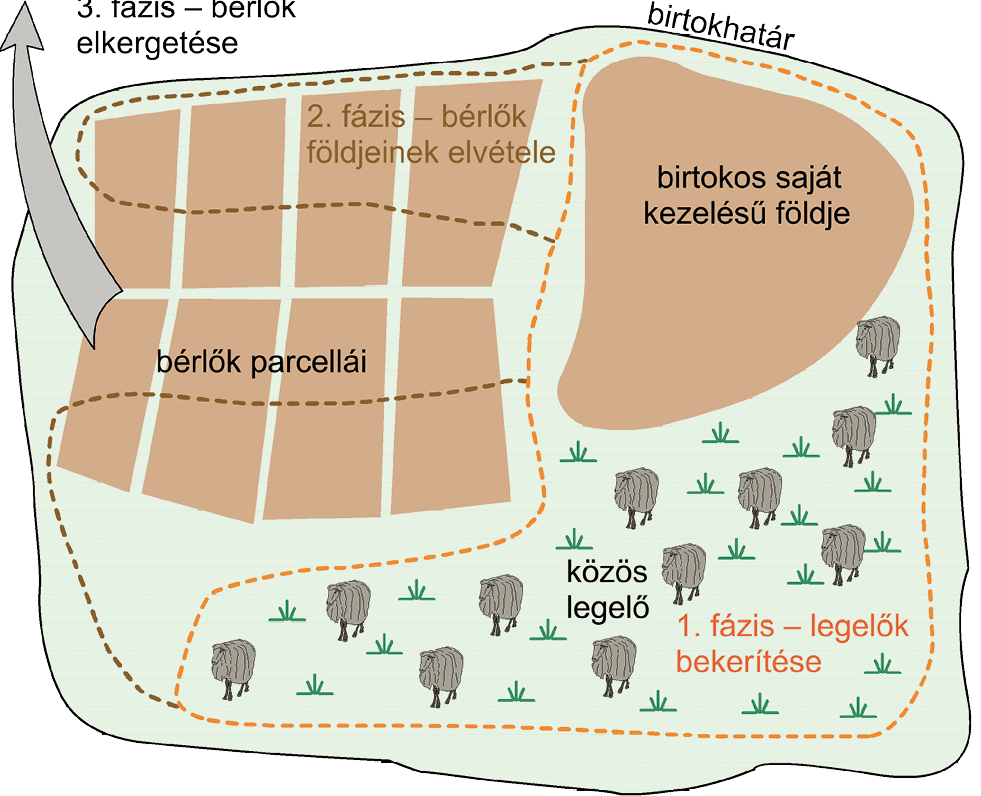 3. fázis – bérlők
elkergetése
birtokhatár
2. fázis – bérlők
földjeinek elvétele
birtokos saját
kezelésű földje
bérlők parcellái
közös
legelő
1. fázis – legelők
bekerítése